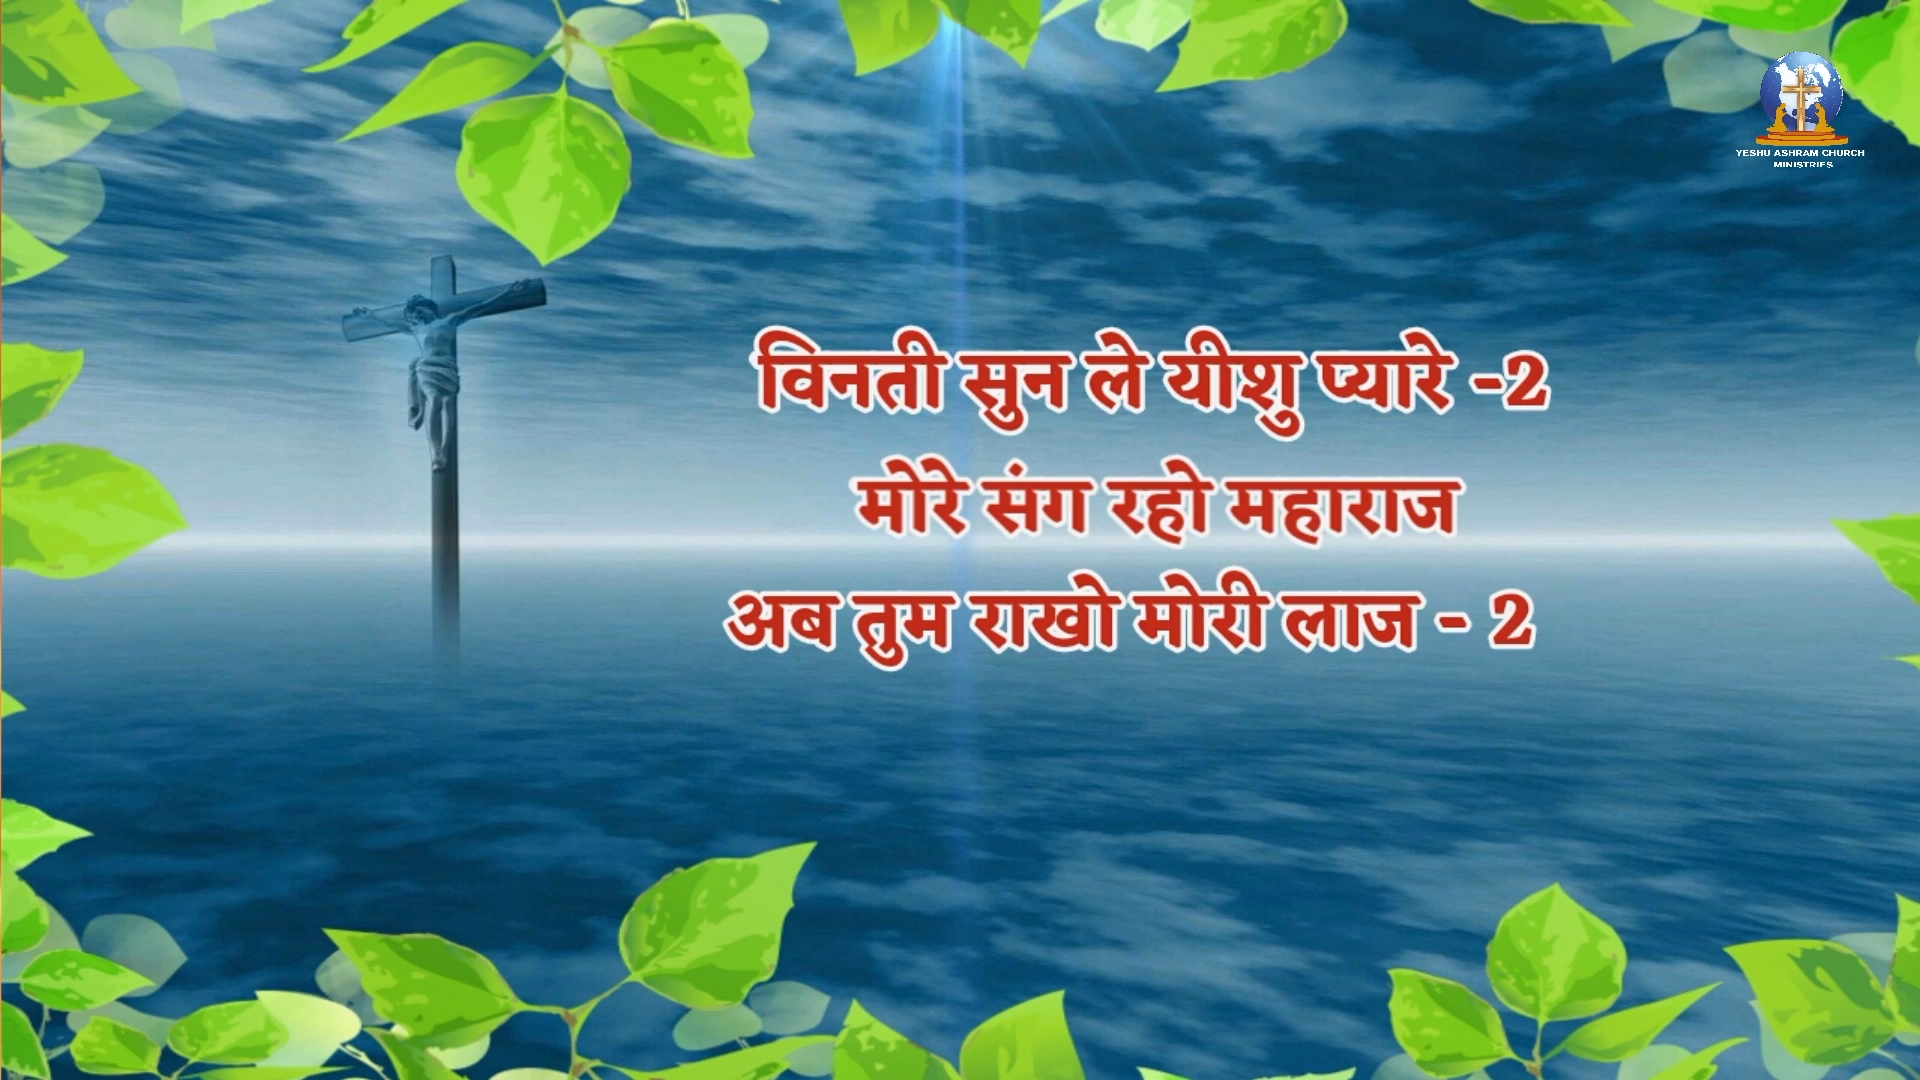 YESHU ASHRAM CHURCH
MINISTRIES
विनती सुन ले यीशु प्यारे -2
मोरे संग रहो महाराज
अब तुम राखो मोरी लाज - 2